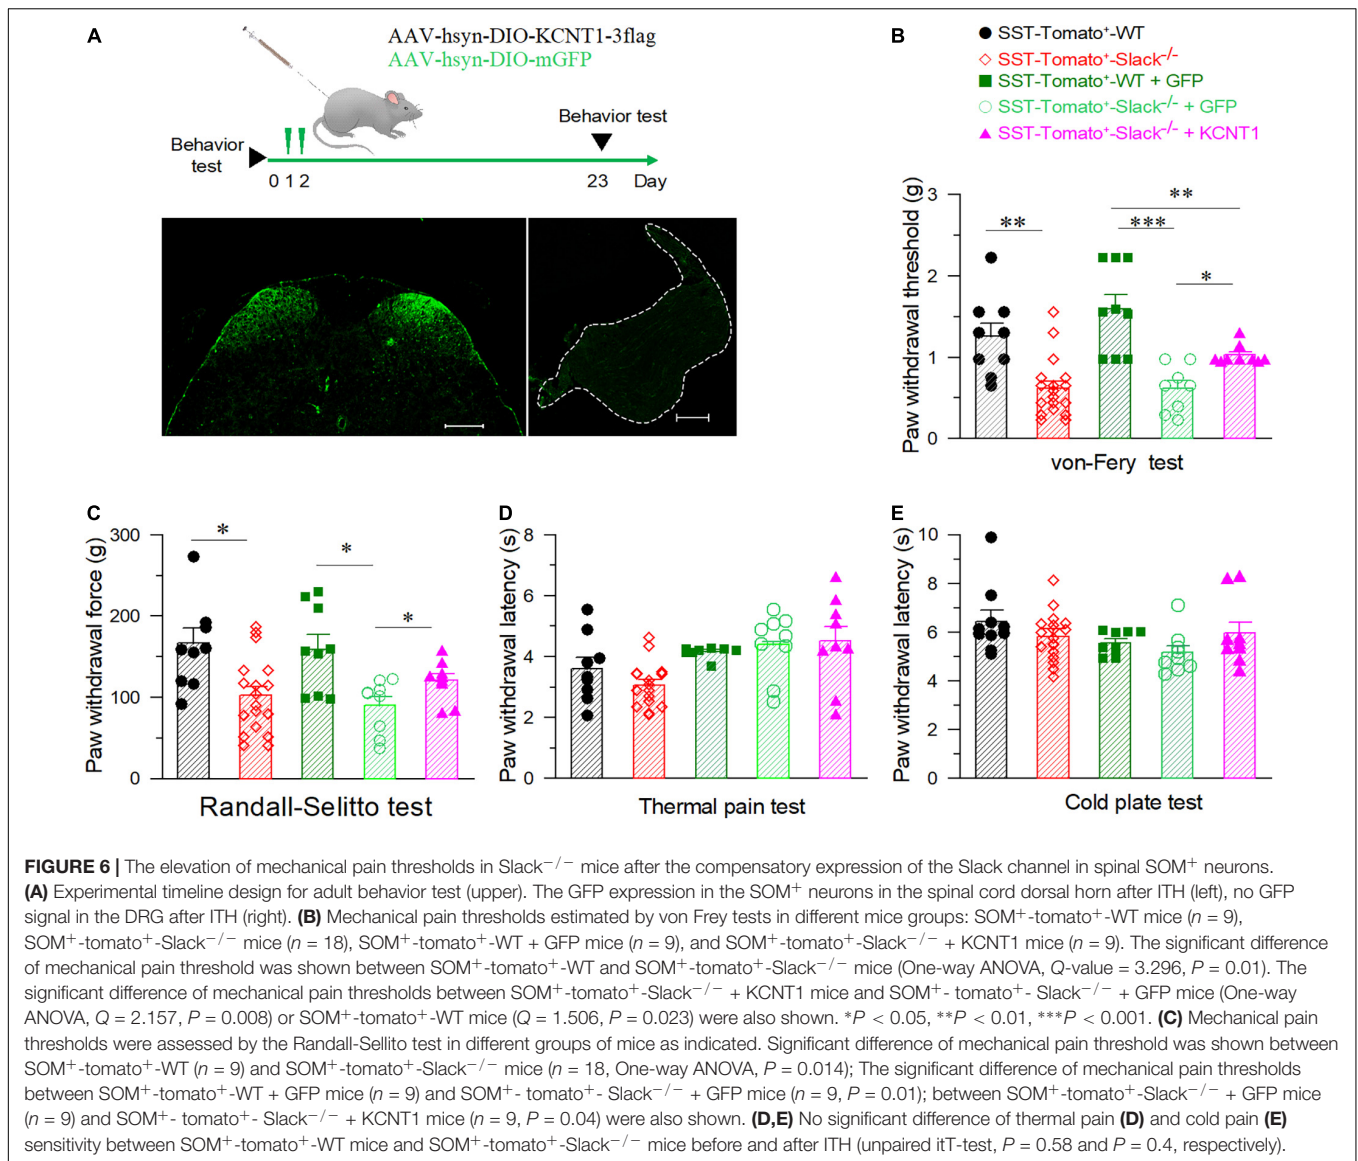 A
AAV-hsyn-DIO-KCNT1-3flag
AAV-hsyn-DIO-mGFP
Behavior test
Behavior
test
0 1 2
23
Day
B
SST-Tomato⁺-WT
SST-Tomato⁺-Slack⁻/⁻
SST-Tomato⁺-WT + GFP
SST-Tomato⁺-Slack⁻/⁻ + GFP
SST-Tomato⁺-Slack⁻/⁻ + KCNT1
Paw withdrawal threshold (g)
3
2
1
0
**
***
**
*
von-Fery test
C
Paw withdrawal force (g)
300
200
100
0
*
*
*
Randall-Selitto test
D
Paw withdrawal latency (s)
8
6
4
2
0
Thermal pain test
E
Paw withdrawal latency (s)
10
8
6
4
2
0
Cold plate test
FIGURE 6 | The elevation of mechanical pain thresholds in Slack⁻/⁻ mice after the compensatory expression of the Slack channel in spinal SOM⁺ neurons.
(A) Experimental timeline design for adult behavior test (upper). The GFP expression in the SOM⁺ neurons in the spinal cord dorsal horn after ITH (left), no GFP
signal in the DRG after ITH (right). (B) Mechanical pain thresholds estimated by von Frey tests in different mice groups: SOM⁺-tomato⁺-WT mice (n = 9),
SOM⁺-tomato⁺-Slack⁻/⁻ mice (n = 18), SOM⁺-tomato⁺-WT + GFP mice (n = 9), and SOM⁺-tomato⁺-Slack⁻/⁻ + KCNT1 mice (n = 9). The significant difference
of mechanical pain threshold was shown between SOM⁺-tomato⁺-WT and SOM⁺-tomato⁺-Slack⁻/⁻ mice (One-way ANOVA, Q-value = 3.296, P = 0.01). The
significant difference of mechanical pain thresholds between SOM⁺-tomato⁺-Slack⁻/⁻ + KCNT1 mice and SOM⁺- tomato⁺- Slack⁻/⁻ + GFP mice (One-way
ANOVA, Q = 2.157, P = 0.008) or SOM⁺-tomato⁺-WT mice (Q = 1.506, P = 0.023) were also shown. *P < 0.05, **P < 0.01, ***P < 0.001. (C) Mechanical pain
thresholds were assessed by the Randall-Sellito test in different groups of mice as indicated. Significant difference of mechanical pain threshold was shown between
SOM⁺-tomato⁺-WT (n = 9) and SOM⁺-tomato⁺-Slack⁻/⁻ mice (n = 18, One-way ANOVA, P = 0.014); The significant difference of mechanical pain thresholds
between SOM⁺-tomato⁺-WT + GFP mice (n = 9) and SOM⁺- tomato⁺- Slack⁻/⁻ + GFP mice (n = 9, P = 0.01); between SOM⁺-tomato⁺-Slack⁻/⁻ + GFP mice
(n = 9) and SOM⁺- tomato⁺- Slack⁻/⁻ + KCNT1 mice (n = 9, P = 0.04) were also shown. (D,E) No significant difference of thermal pain (D) and cold pain (E)
sensitivity between SOM⁺-tomato⁺-WT mice and SOM⁺-tomato⁺-Slack⁻/⁻ mice before and after ITH (unpaired itT-test, P = 0.58 and P = 0.4, respectively).